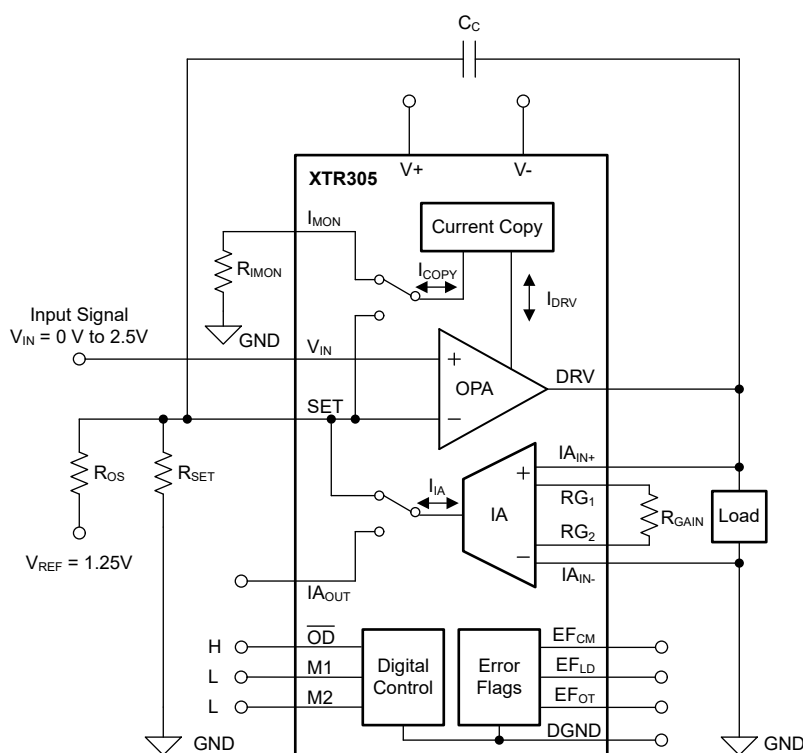 C_C
V+
V-
XTR305
I_MON
Current Copy
R_IMON
I_COPY
I_DRV
Input Signal
V_IN = 0 V to 2.5V
GND
V_IN
+
OPA
DRV
SET
−
IA_IN+
R_OS
R_SET
I_IA
+
RG_1
IA
R_GAIN
Load
RG_2
−
V_REF = 1.25V
IA_IN-
IA_OUT
H
OD
Digital
Control
Error
Flags
EF_CM
L
M1
EF_LD
L
M2
EF_OT
GND
DGND
GND